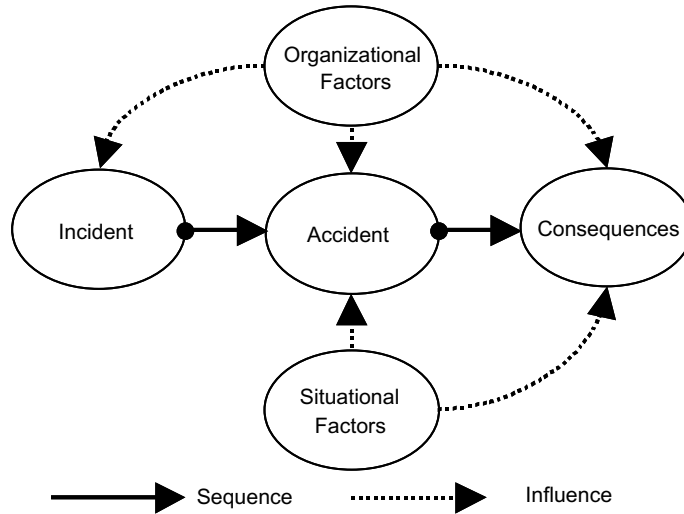 Organizational
Factors
Incident
Accident
Consequences
Situational
Factors
Sequence
Influence